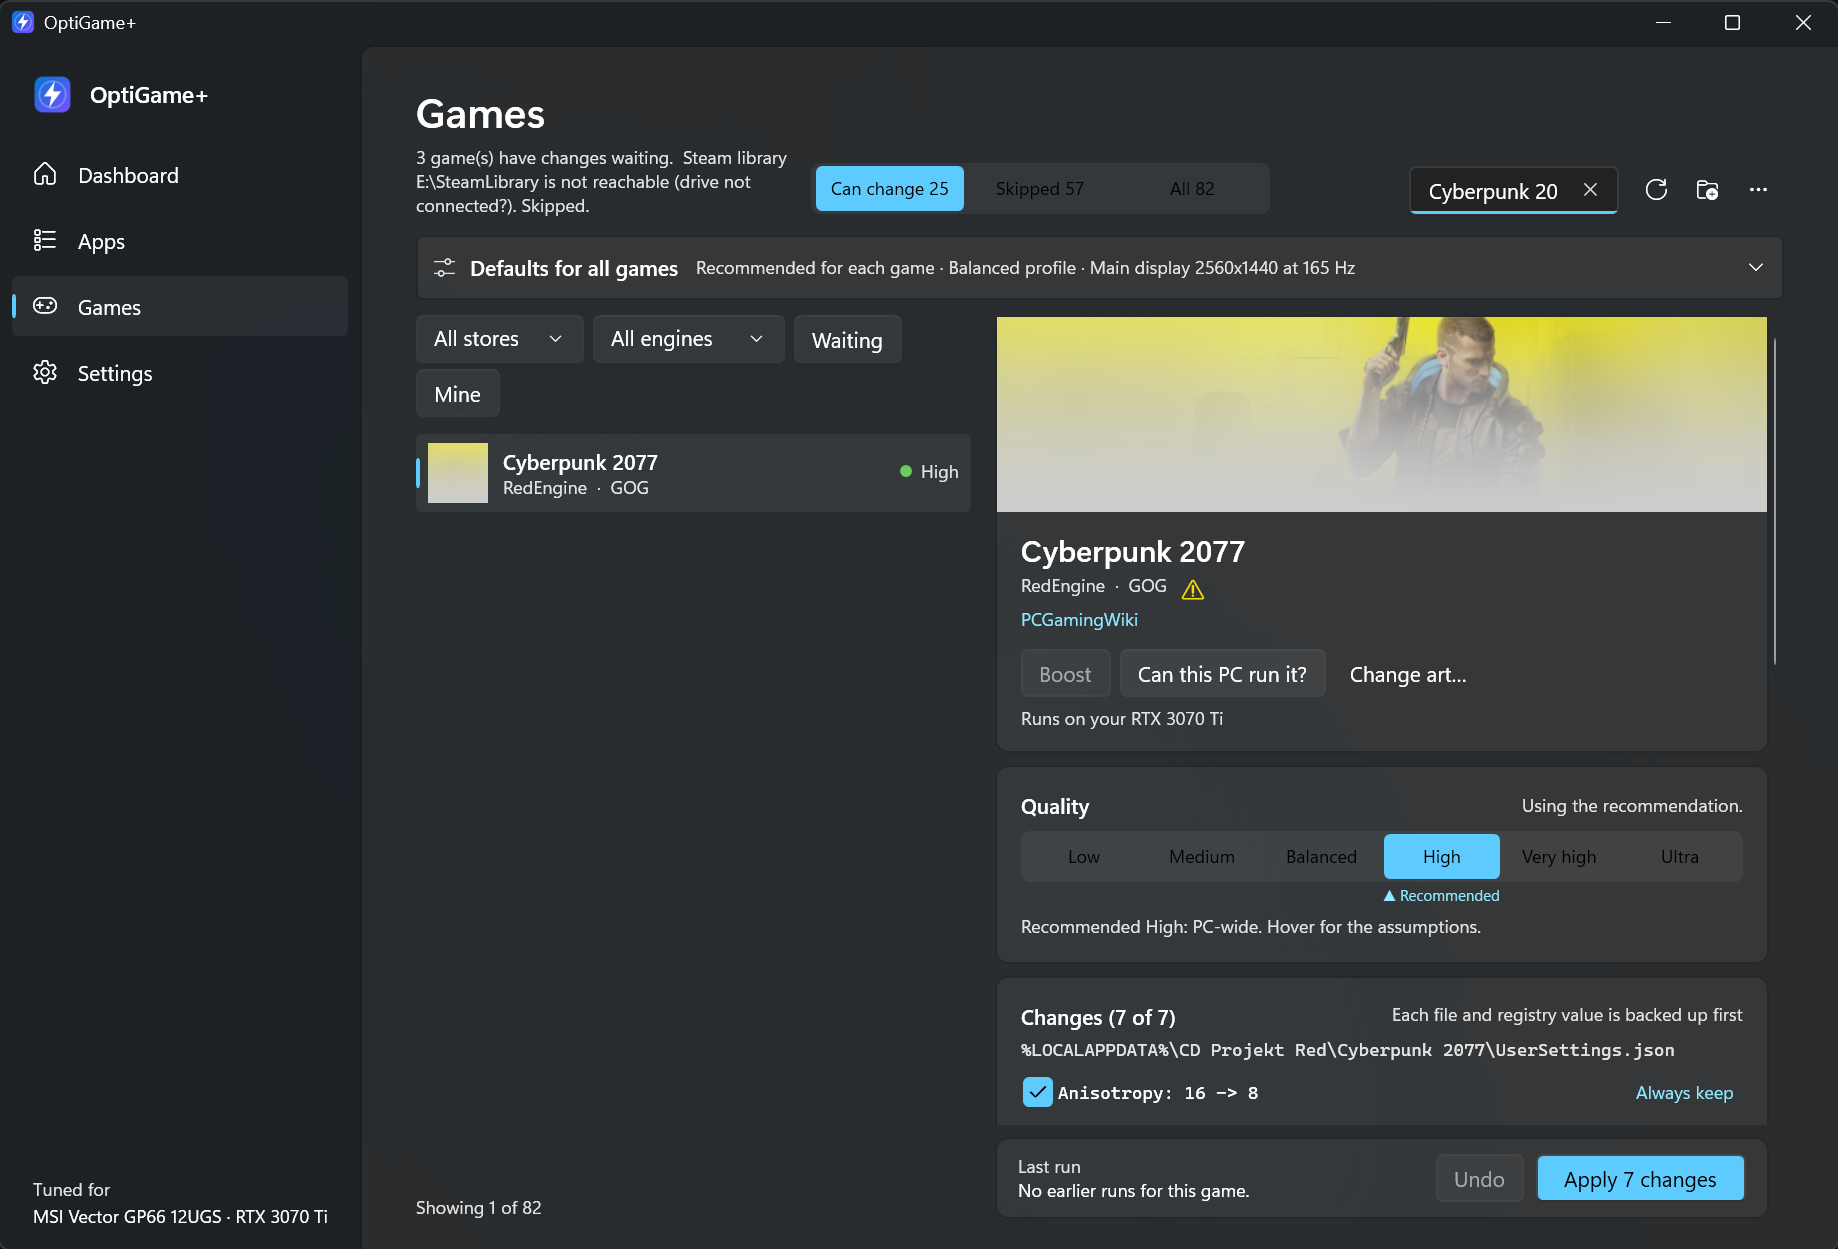 OptiGame+
OptiGame+
Dashboard
Apps
Games
Settings
Tuned for
MSI Vector GP66 12UGS · RTX 3070 Ti
Games
3 game(s) have changes waiting.  Steam library
E:\SteamLibrary is not reachable (drive not
connected?). Skipped.
Can change 25
Skipped 57
All 82
Cyberpunk 20
Defaults for all games
Recommended for each game · Balanced profile · Main display 2560x1440 at 165 Hz
All stores
All engines
Waiting
Mine
Cyberpunk 2077
RedEngine · GOG
High
Showing 1 of 82
Cyberpunk 2077
RedEngine · GOG
PCGamingWiki
Boost
Can this PC run it?
Change art...
Runs on your RTX 3070 Ti
Quality
Using the recommendation.
Low
Medium
Balanced
High
Very high
Ultra
▲ Recommended
Recommended High: PC-wide. Hover for the assumptions.
Changes (7 of 7)
Each file and registry value is backed up first
%LOCALAPPDATA%\CD Projekt Red\Cyberpunk 2077\UserSettings.json
Anisotropy: 16 -> 8
Always keep
Last run
No earlier runs for this game.
Undo
Apply 7 changes